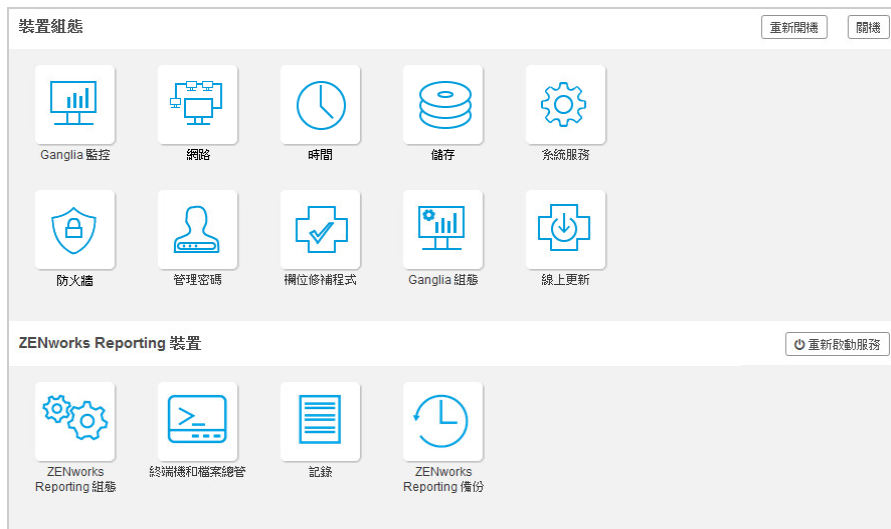 裝置組態
重新開機
關機
Ganglia 監控
網路
時間
儲存
系統服務
防火牆
管理密碼
欄位修補程式
Ganglia 組態
線上更新
ZENworks Reporting 裝置
重新啟動服務
ZENworks
Reporting 組態
終端機和檔案總管
記錄
ZENworks
Reporting 備份